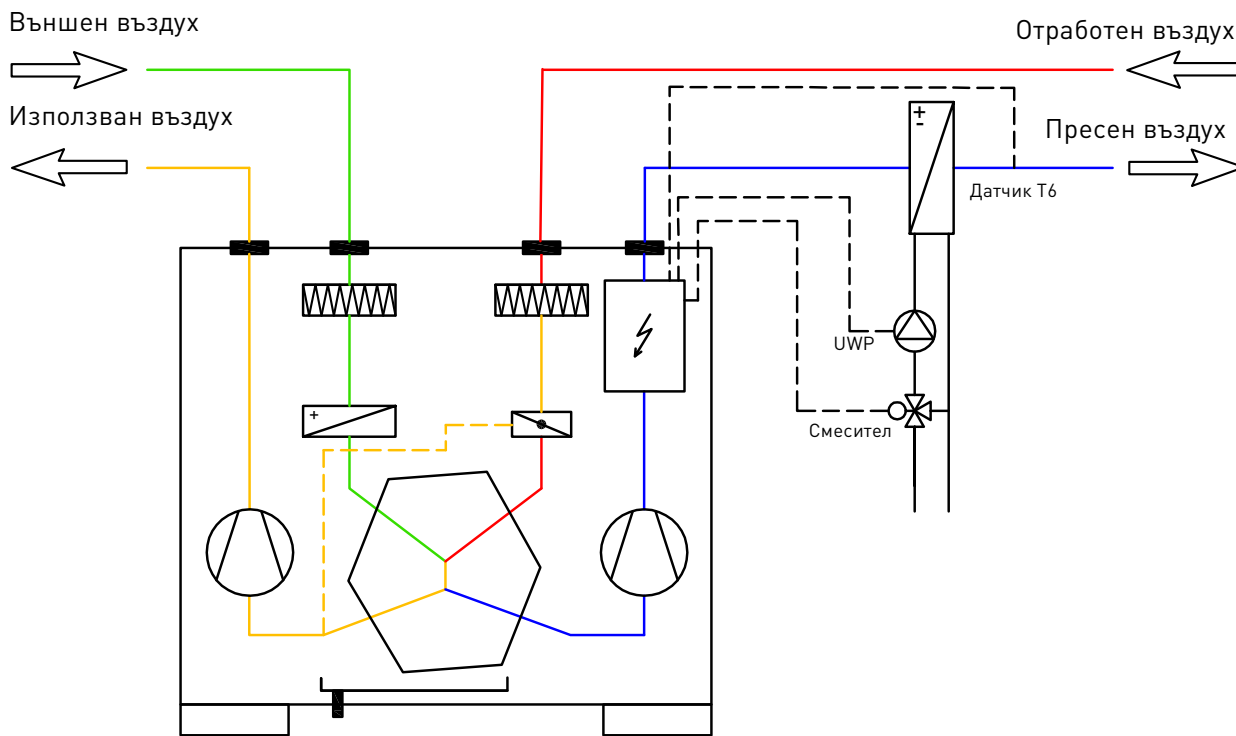 Външен въздух
Отработен въздух
Използван въздух
Пресен въздух
+
-
Датчик T6
UWP
+
Смесител